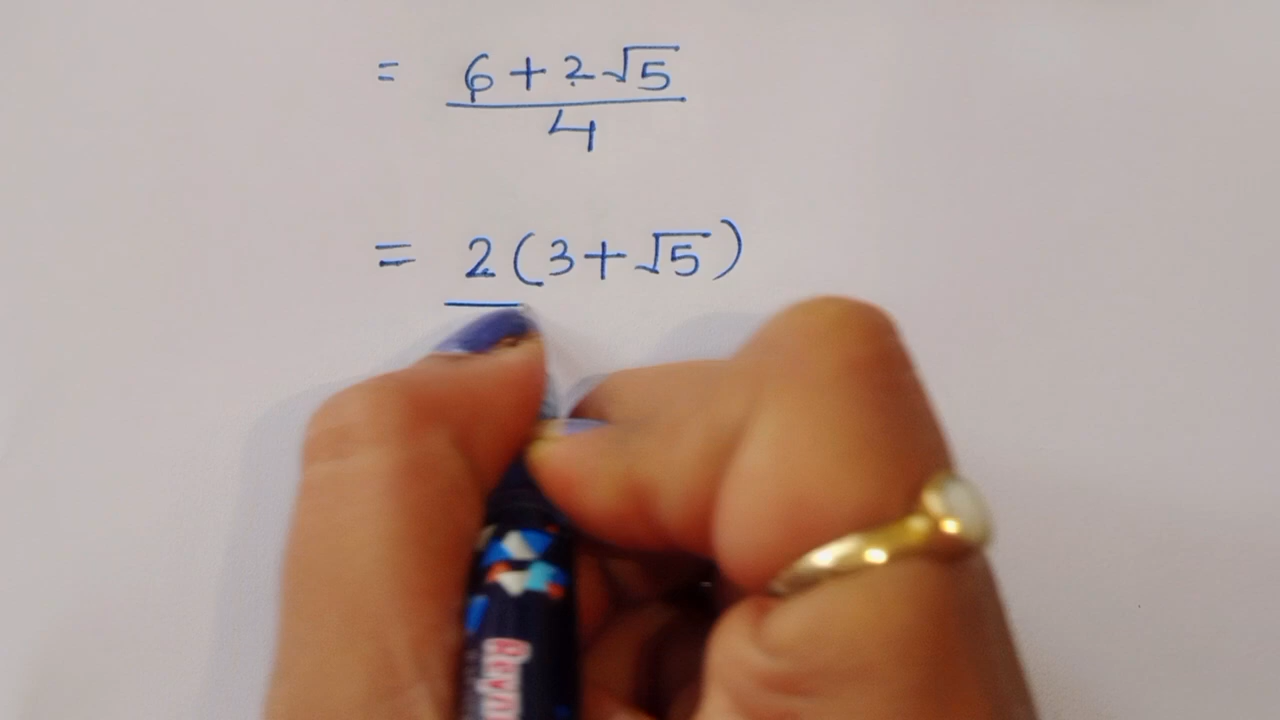 = 6 + 2 √5
4
= 2 (3 + √5)